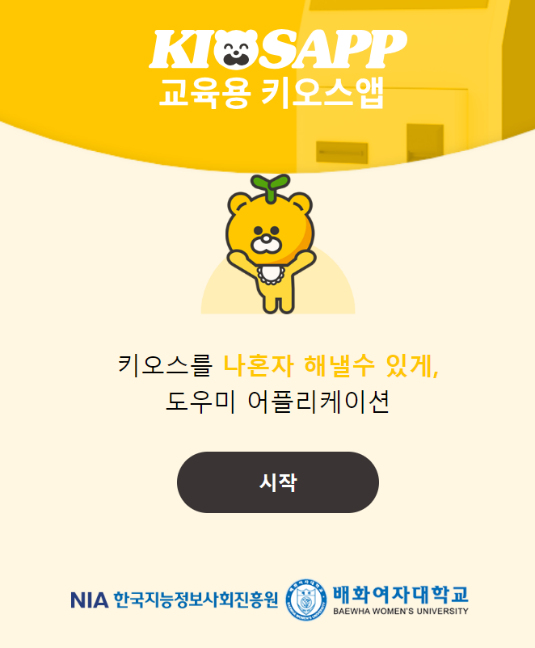 KIOSAPP
교육용 키오스앱
키오스를 나혼자 해낼수 있게,
도우미 어플리케이션
시작
NIA 한국지능정보사회진흥원
배화여자대학교
BAEWHA WOMEN'S UNIVERSITY